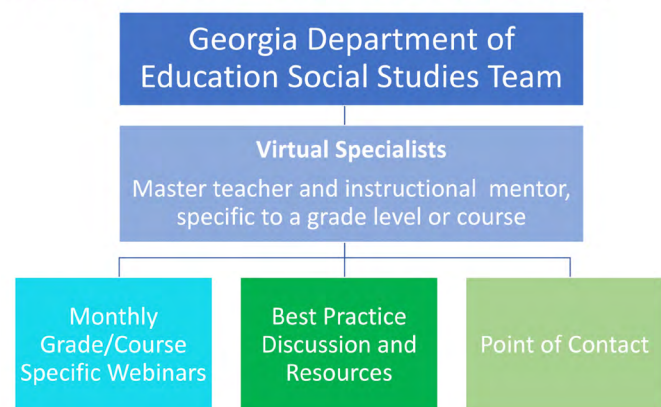 Georgia Department of
Education Social Studies Team
Virtual Specialists
Master teacher and instructional mentor,
specific to a grade level or course
Monthly
Grade/Course
Specific Webinars
Best Practice
Discussion and
Resources
Point of Contact